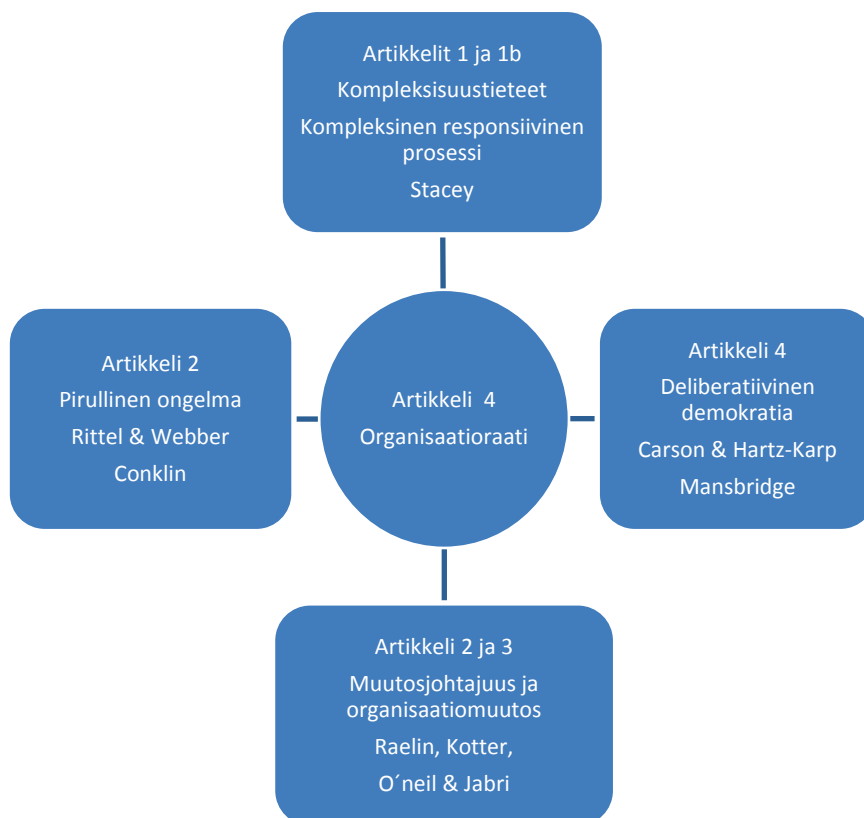 Artikkelit 1 ja 1b
Kompleksisuustieteet
Kompleksinen responsiivinen
prosessi
Stacey
Artikkeli 2
Pirullinen ongelma
Rittel & Webber
Conklin
Artikkeli  4
Organisaatioraati
Artikkeli 4
Deliberatiivinen
demokratia
Carson & Hartz-Karp
Mansbridge
Artikkeli 2 ja 3
Muutosjohtajuus ja
organisaatiomuutos
Raelin, Kotter,
O´neil & Jabri